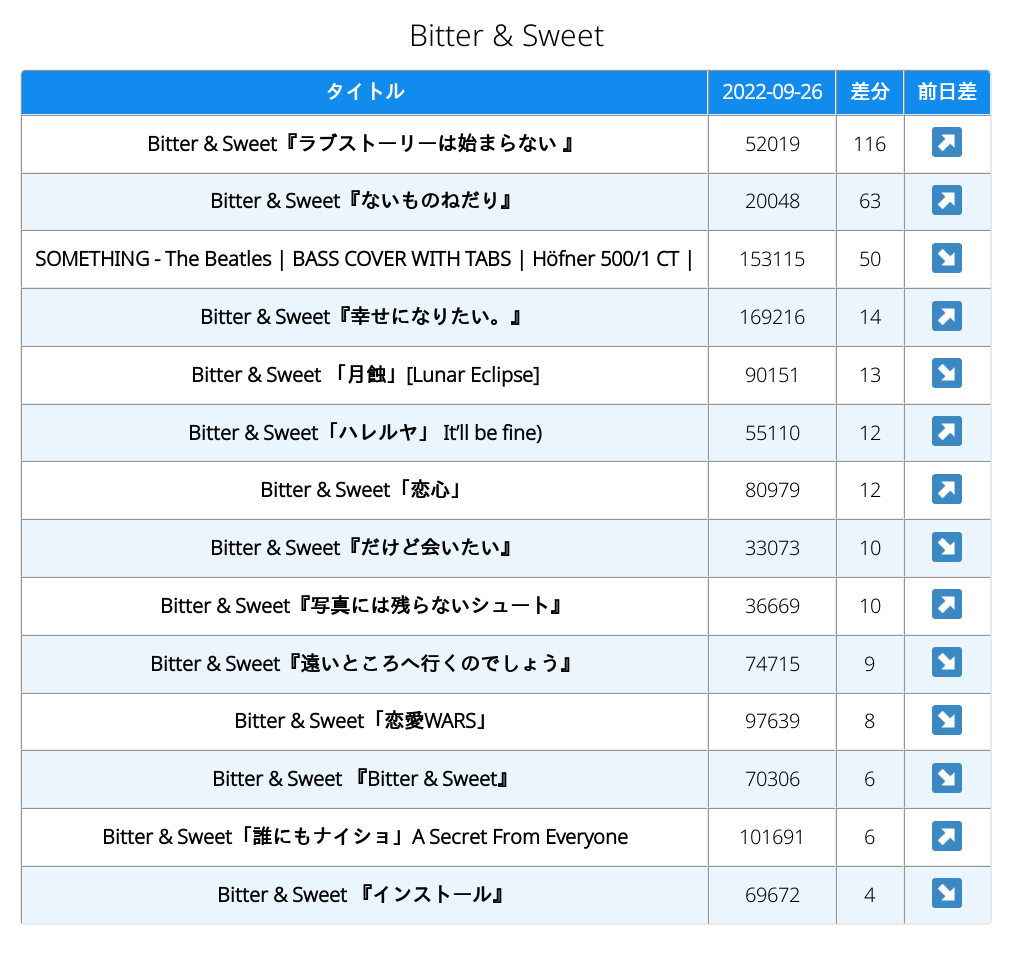 Bitter & Sweet
タイトル 2022-09-26 差分 前日差
Bitter & Sweet『ラブストーリーは始まらない 』 52019 116
Bitter & Sweet『ないものねだり』 20048 63
SOMETHING - The Beatles | BASS COVER WITH TABS | Höfner 500/1 CT | 153115 50
Bitter & Sweet『幸せになりたい。』 169216 14
Bitter & Sweet 「月蝕」[Lunar Eclipse] 90151 13
Bitter & Sweet「ハレルヤ」 It’ll be fine) 55110 12
Bitter & Sweet「恋心」 80979 12
Bitter & Sweet『だけど会いたい』 33073 10
Bitter & Sweet『写真には残らないシュート』 36669 10
Bitter & Sweet『遠いところへ行くのでしょう』 74715 9
Bitter & Sweet「恋愛WARS」 97639 8
Bitter & Sweet 『Bitter & Sweet』 70306 6
Bitter & Sweet「誰にもナイショ」A Secret From Everyone 101691 6
Bitter & Sweet 『インストール』 69672 4